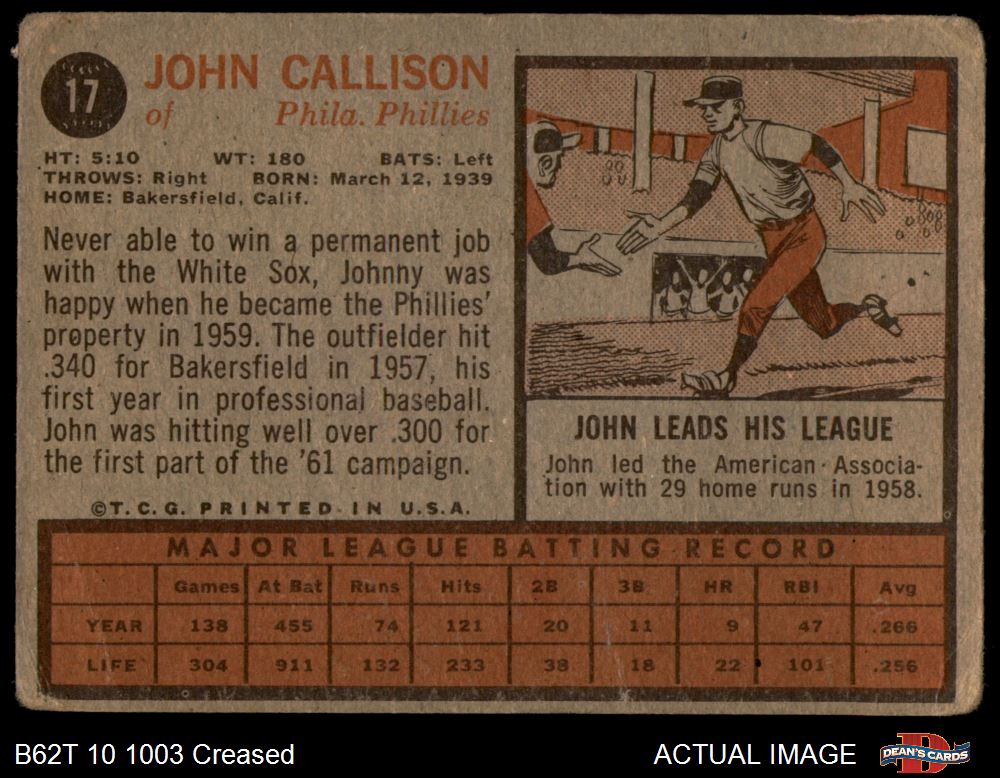 17
JOHN CALLISON
of Phila. Phillies
HT: 5:10 WT: 180 BATS: Left
THROWS: Right BORN: March 12, 1939
HOME: Bakersfield, Calif.
Never able to win a permanent job
with the White Sox, Johnny was
happy when he became the Phillies'
property in 1959. The outfielder hit
.340 for Bakersfield in 1957, his
first year in professional baseball.
John was hitting well over .300 for
the first part of the '61 campaign.
©T.C.G. PRINTED IN U.S.A.
JOHN LEADS HIS LEAGUE
John led the American Associa-
tion with 29 home runs in 1958.
MAJOR LEAGUE BATTING RECORD
Games At Bat Runs Hits 2B 3B HR RBI Avg
YEAR 138 455 74 121 20 11 9 47 .266
LIFE 304 911 132 233 38 18 22 101 .256
B62T 10 1003 Creased
ACTUAL IMAGE
DEAN'S CARDS